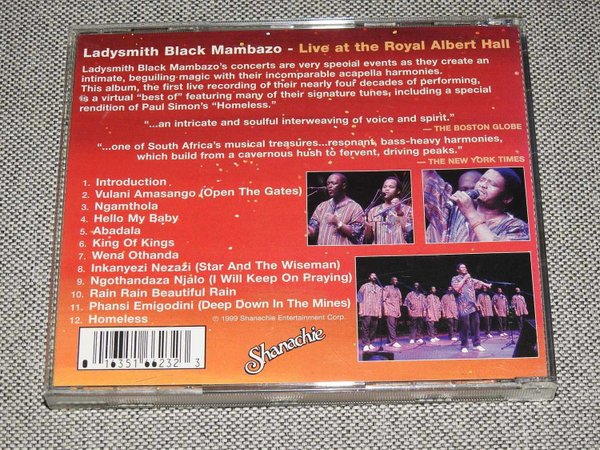 Ladysmith Black Mambazo - Live at the Royal Albert Hall
Ladysmith Black Mambazo's concerts are very special events as they create an
intimate, beguiling magic with their incomparable acapella harmonies.
This album, the first live recording of their nearly four decades of performing,
is a virtual "best of" featuring many of their signature tunes, including a special
rendition of Paul Simon's "Homeless."
"...an intricate and soulful interweaving of voice and spirit."
— THE BOSTON GLOBE
"...one of South Africa's musical treasures...resonant, bass-heavy harmonies,
which build from a cavernous hush to fervent, driving peaks."
— THE NEW YORK TIMES
1. Introduction
2. Vulani Amasango (Open The Gates)
3. Ngamthola
4. Hello My Baby
5. Abadala
6. King Of Kings
7. Wena Othanda
8. Inkanyezi Nezazi (Star And The Wiseman)
9. Ngothandaza Njalo (I Will Keep On Praying)
10. Rain Rain Beautiful Rain
11. Phansi Emigodini (Deep Down In The Mines)
12. Homeless
℗ 1999 Shanachie Entertainment Corp.
Shanachie
0 16351 66232 3